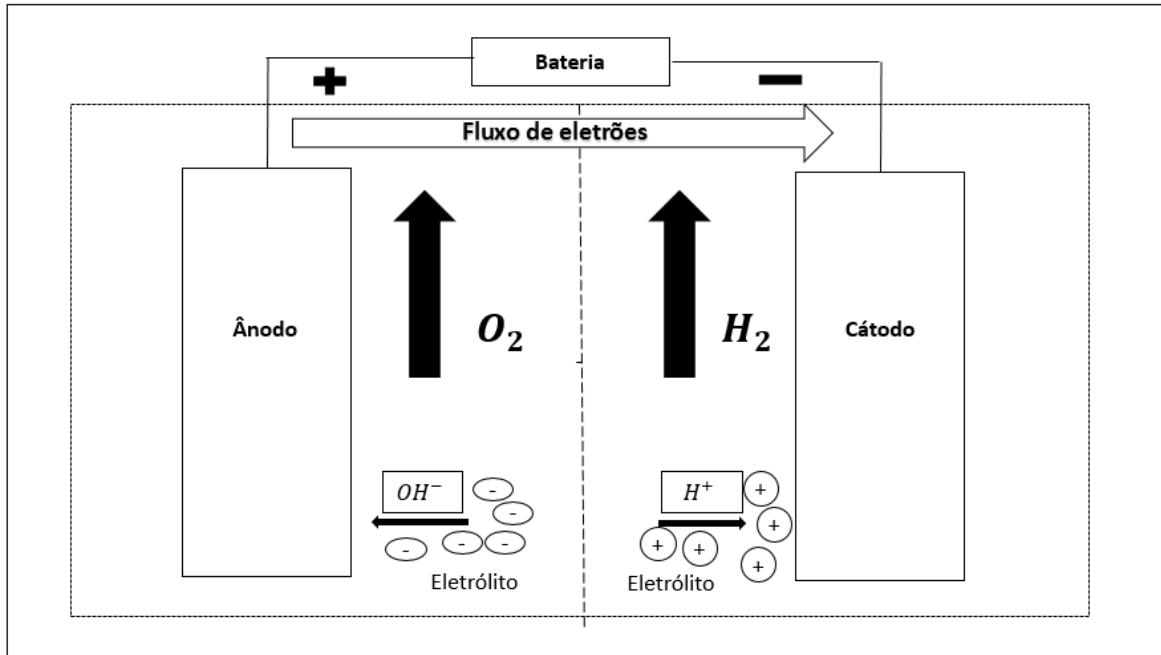 Bateria
+
−
Fluxo de eletrões
Ânodo
O₂
H₂
Cátodo
OH⁻
H⁺
- - - - - -
+ + + + +
Eletrólito
Eletrólito